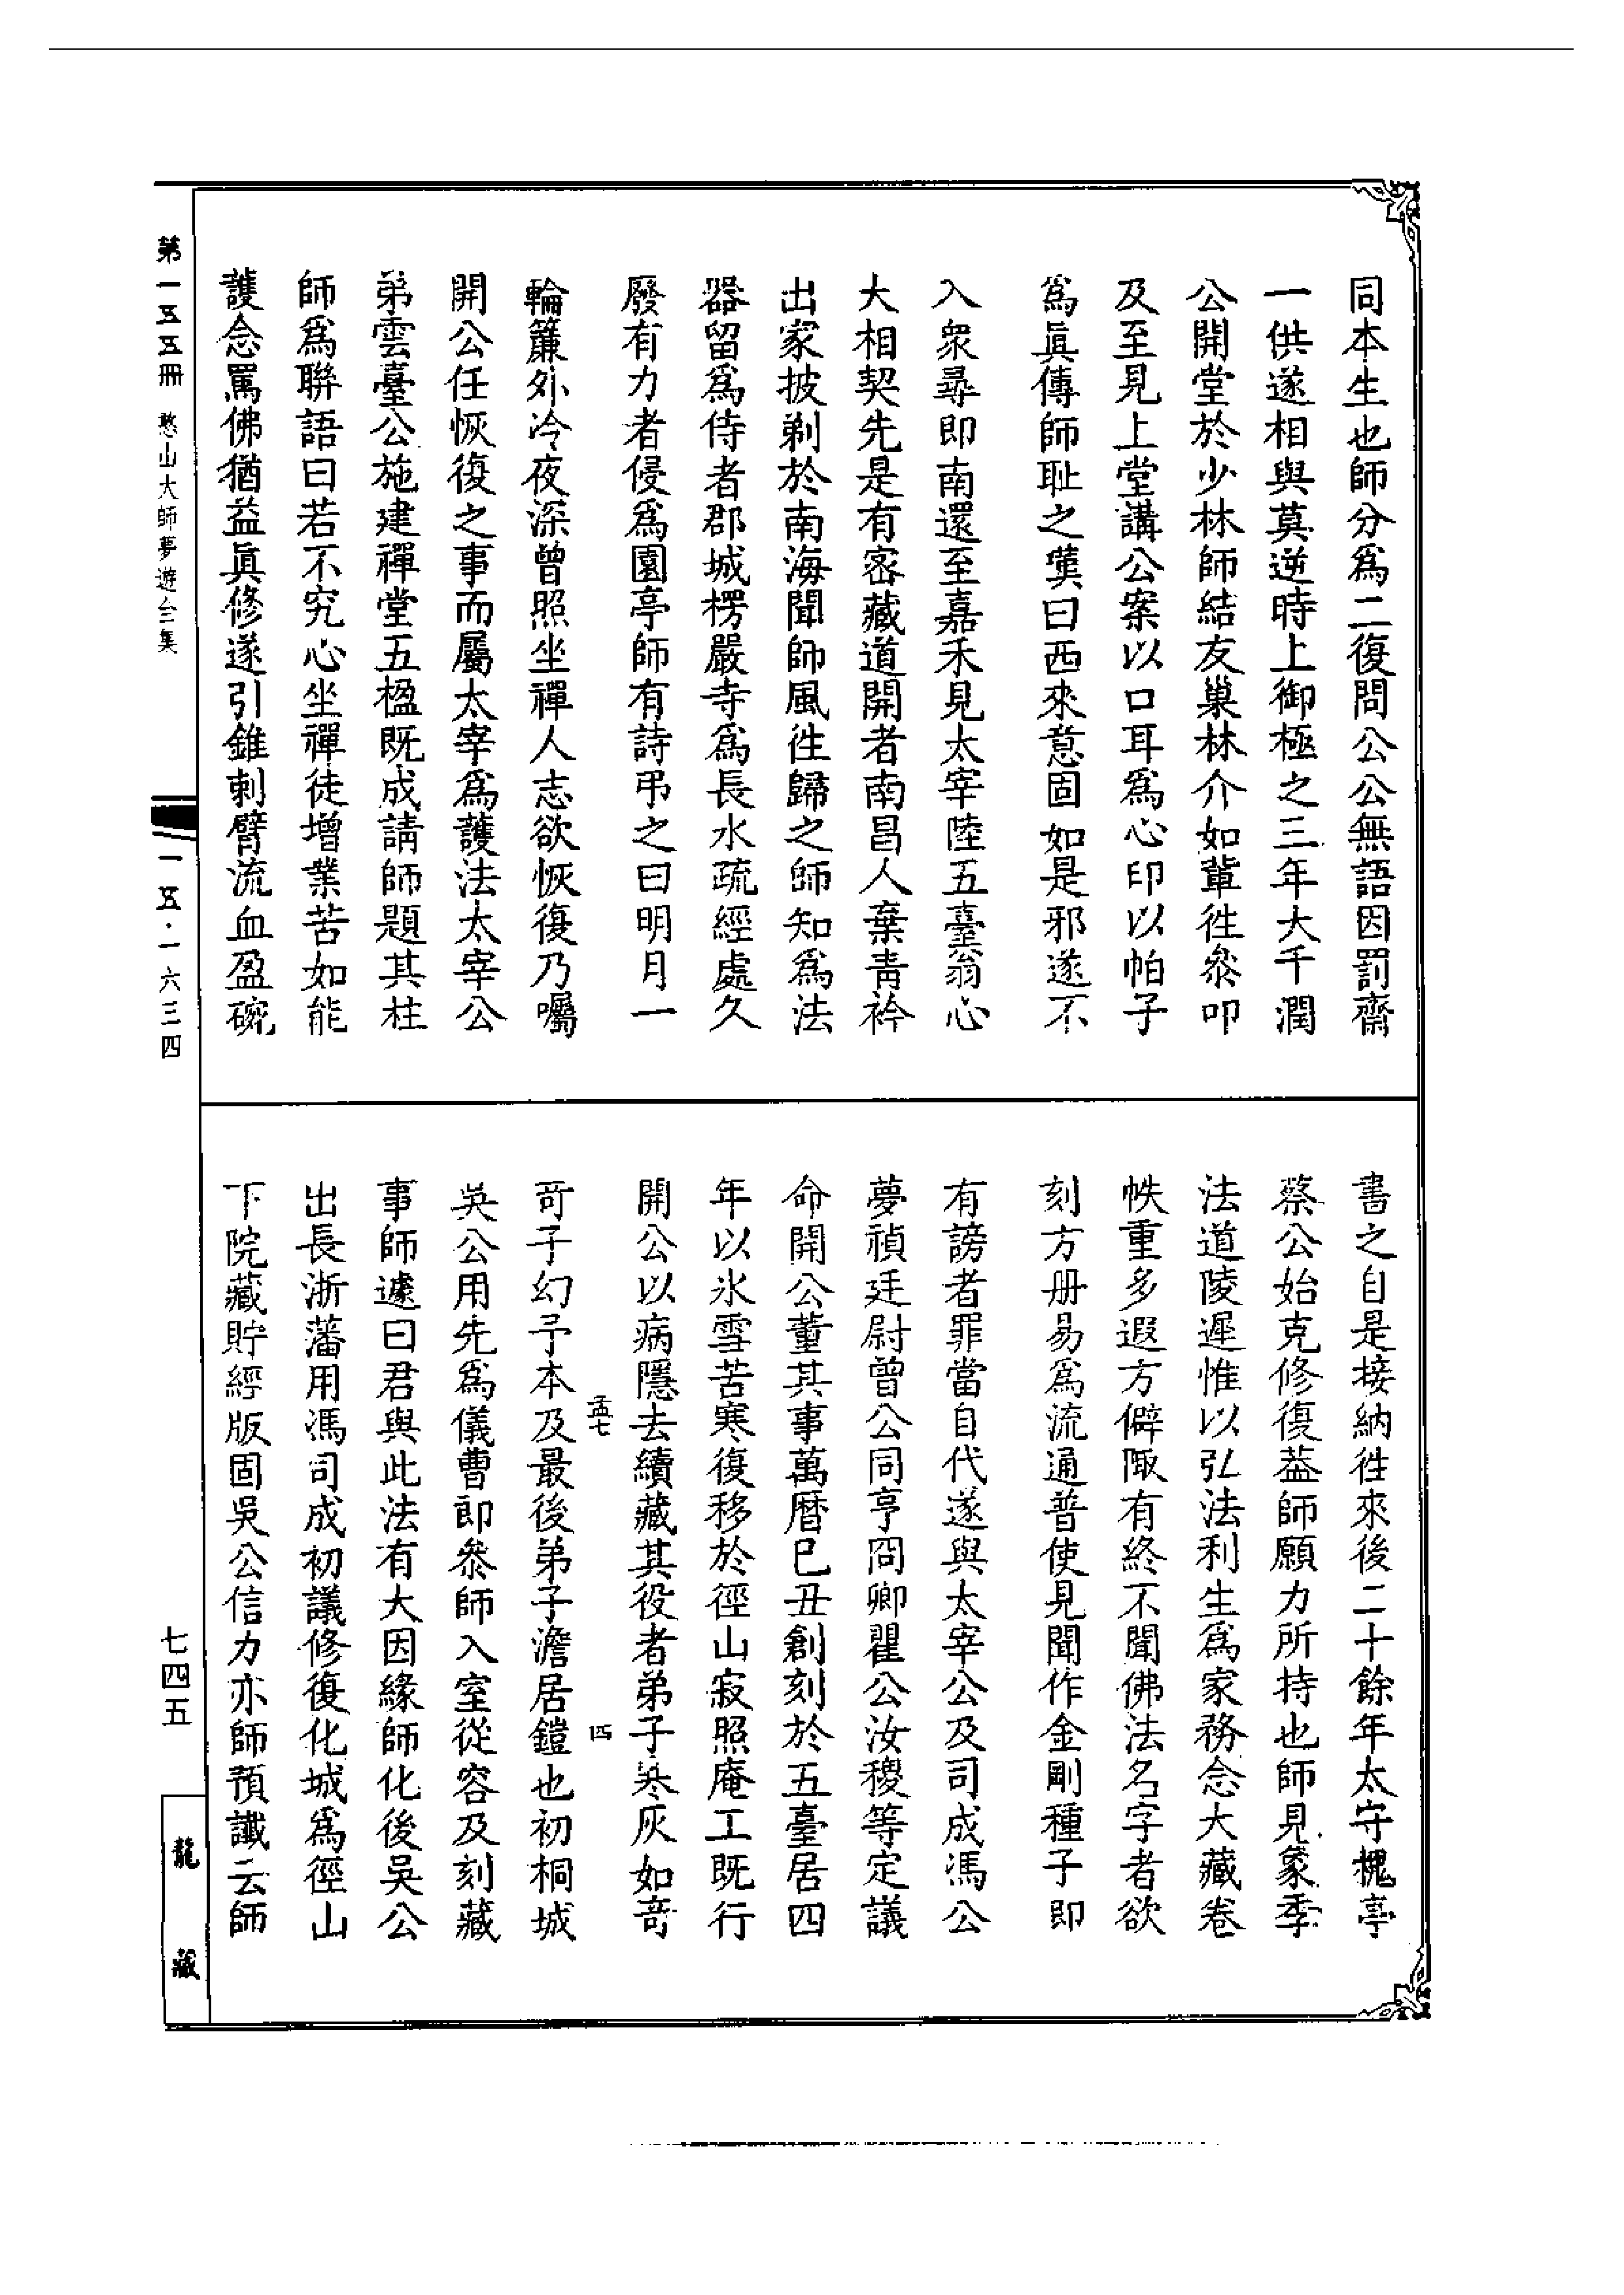 同本生也師分爲二復問公公無語因罰齋
一供遂相與莫逆時上御極之三年大千潤
公開堂於少林師結友巢林介如輩徃叅叩
及至見上堂講公案以口耳爲心印以帕子
爲眞傳師耻之嘆曰西來意固如是邪遂不
入衆尋即南還至嘉禾見太宰陸五臺翁心
大相契先是有密藏道開者南昌人棄靑衿
出家披剃於南海聞師風徃歸之師知爲法
器留爲侍者郡城楞嚴寺爲長水疏經處久
廢有力者侵爲園亭師有詩弔之曰明月一
輪簾外冷夜深曾照坐禪人志欲恢復乃囑
開公任恢復之事而屬太宰爲護法太宰公
弟雲臺公施建禪堂五楹既成請師題其柱
師爲聯語曰若不究心坐禪徒增業苦如能
護念罵佛猶益眞修遂引錐刺臂流血盈碗
書之自是接納徃來後二十餘年太守槐亭
蔡公始克修復葢師願力所持也師見象季
法道陵遲惟以弘法利生爲家務念大藏卷
帙重多遐方僻陬有終不聞佛法名字者欲
刻方册易爲流通普使見聞作金剛種子即
有謗者罪當自代遂與太宰公及司成馮公
夢禎廷尉曾公同亨冏卿瞿公汝稷等定議
命開公董其事萬曆己丑創刻於五臺居四
年以氷雪苦寒復移於徑山寂照庵工既行
開公以病隱去續藏其役者弟子寒灰如奇
奇子幻予本及最後弟子澹居鎧也初桐城
孟七 四
吳公用先爲儀曹郎叅師入室從容及刻藏
事師遽曰君與此法有大因緣師化後吳公
出長浙藩用馮司成初議修復化城爲徑山
下院藏貯經版固吳公信力亦師預讖云師
第一五五冊 憨山大師夢遊全集
一五·一六三四
七四五
龍藏